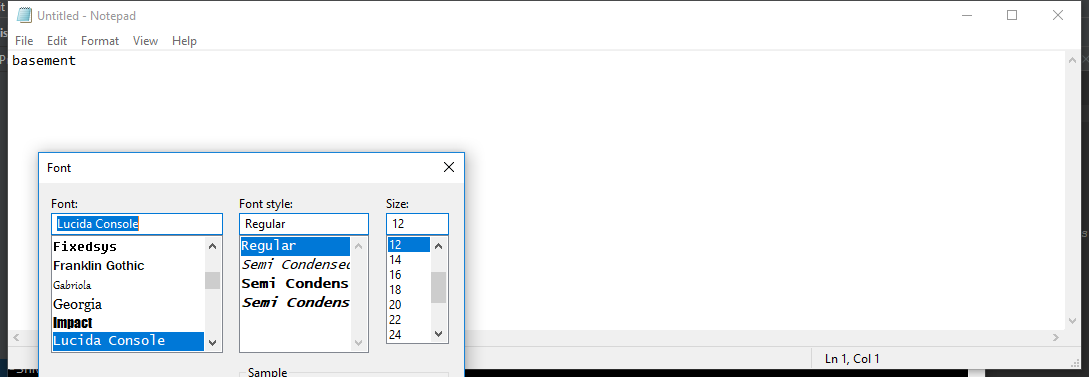 Untitled - Notepad
File Edit Format View Help
basement
Font
Font: Font style: Size:
Lucida Console Regular 12
Fixedsys Regular 12
Franklin Gothic Semi Condensed 14
Gabriola Semi Condens 16
Georgia Semi Condens 18
Impact 20
Lucida Console 22
24
Sample
Ln 1, Col 1